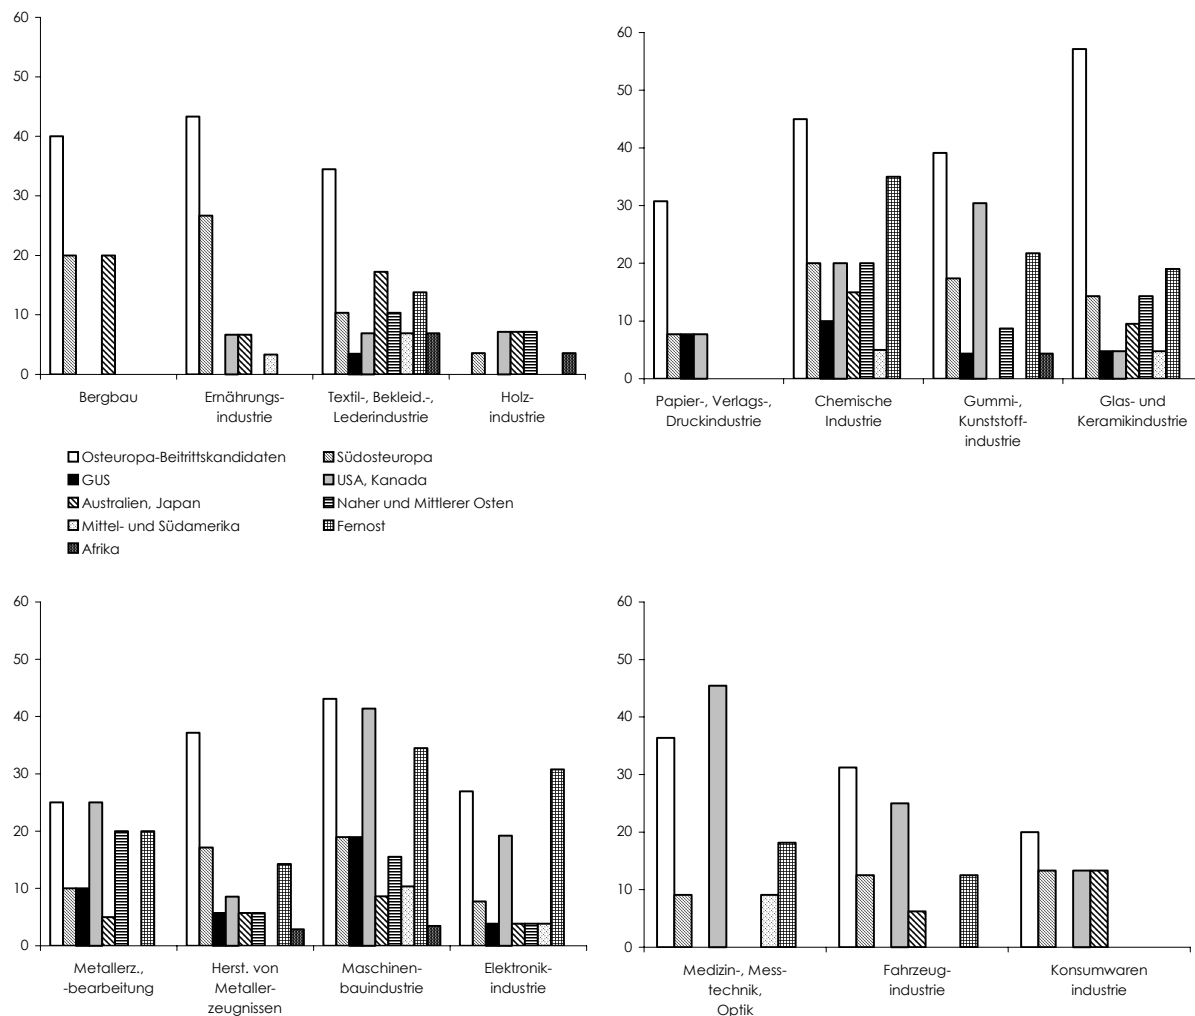 60
50
40
30
20
10
0
Bergbau
Ernährungs-
industrie
Textil-, Bekleid.-,
Lederindustrie
Holz-
industrie
60
50
40
30
20
10
0
Papier-, Verlags-,
Druckindustrie
Chemische
Industrie
Gummi-,
Kunststoff-
industrie
Glas- und
Keramikindustrie
Osteuropa-Beitrittskandidaten
Südosteuropa
GUS
USA, Kanada
Australien, Japan
Naher und Mittlerer Osten
Mittel- und Südamerika
Fernost
Afrika
60
50
40
30
20
10
0
Metallerz.,
-bearbeitung
Herst. von
Metaller-
zeugnissen
Maschinen-
bauindustrie
Elektronik-
industrie
60
50
40
30
20
10
0
Medizin-, Mess-
technik,
Optik
Fahrzeug-
industrie
Konsumwaren
industrie